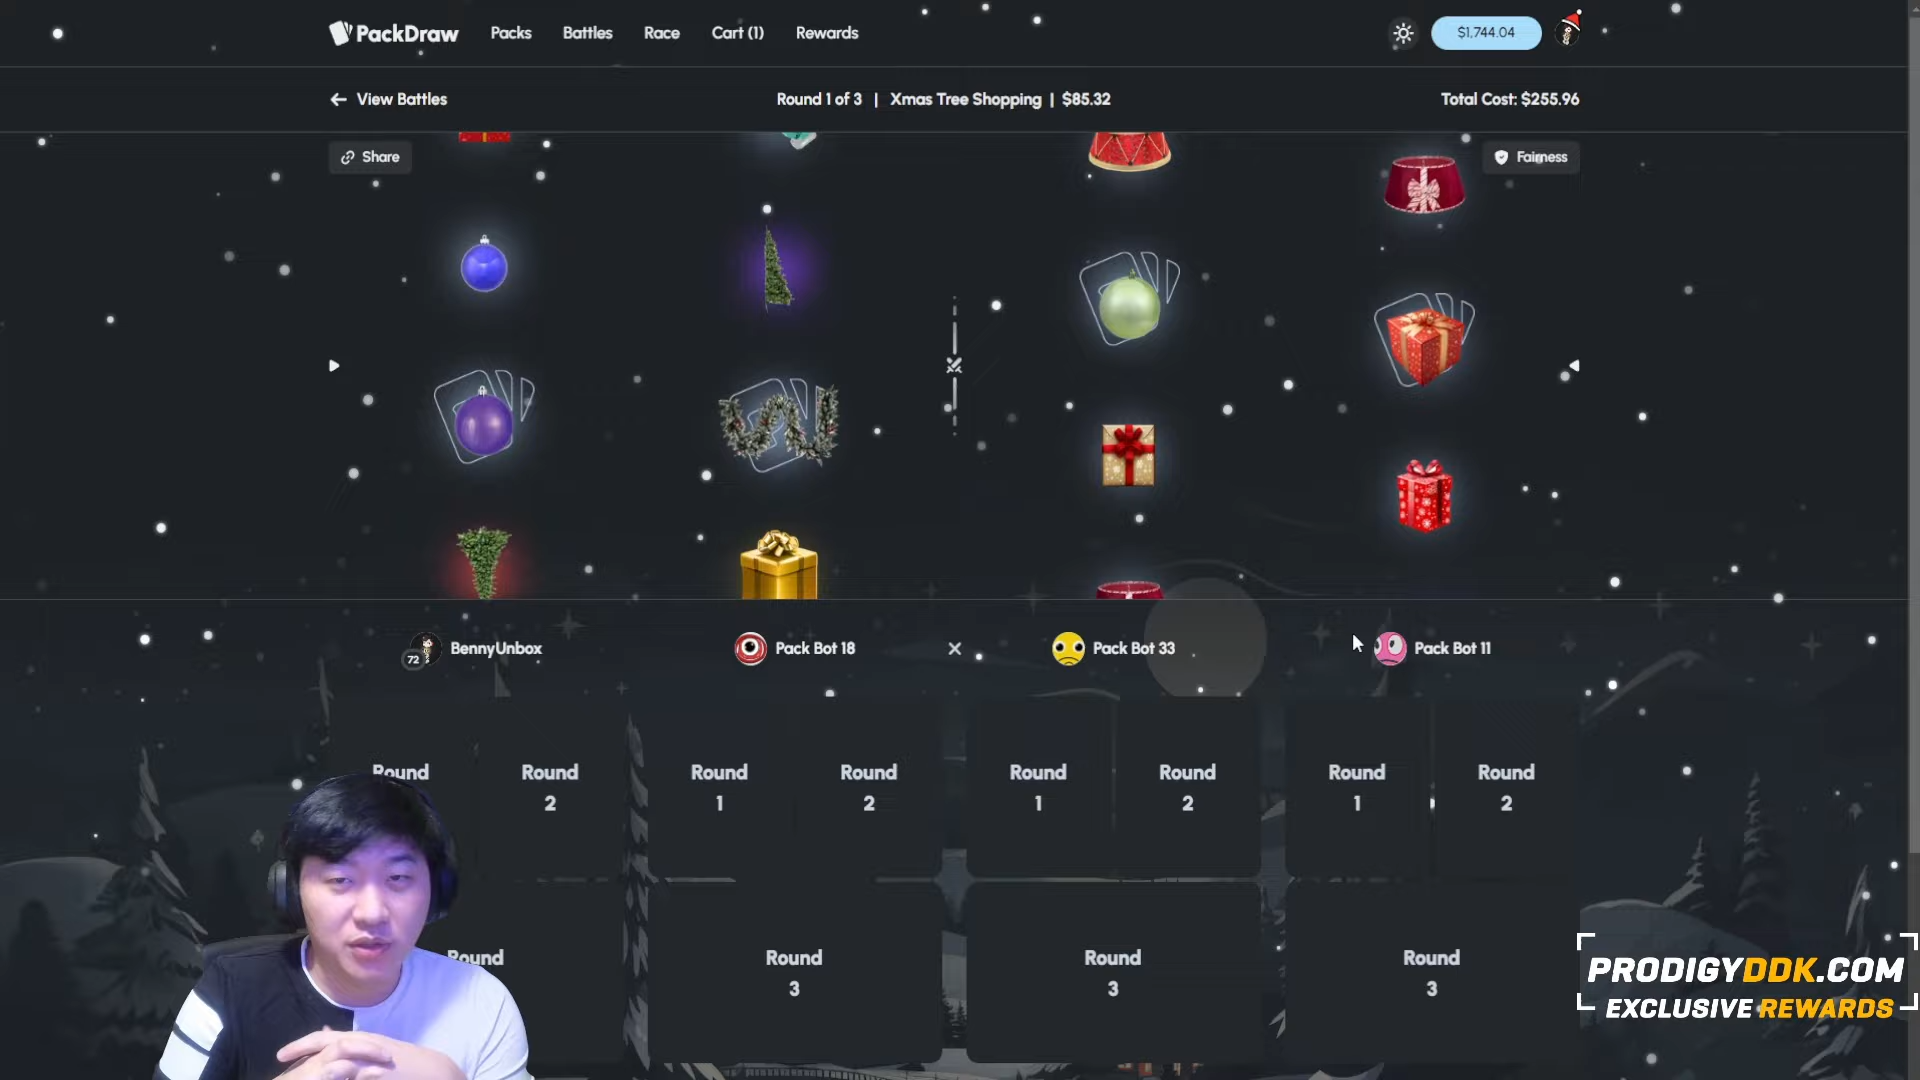 PackDraw Packs Battles Race Cart (1) Rewards $1,744.04
View Battles Round 1 of 3 | Xmas Tree Shopping | $85.32 Total Cost: $255.96
Share Fairness
72 BennyUnbox Pack Bot 18 Pack Bot 33 Pack Bot 11
Round Round Round Round Round Round Round Round
2 1 2 1 2 1 2
Round Round Round Round
3 3 3
PRODIGYDDK.COM
EXCLUSIVE REWARDS